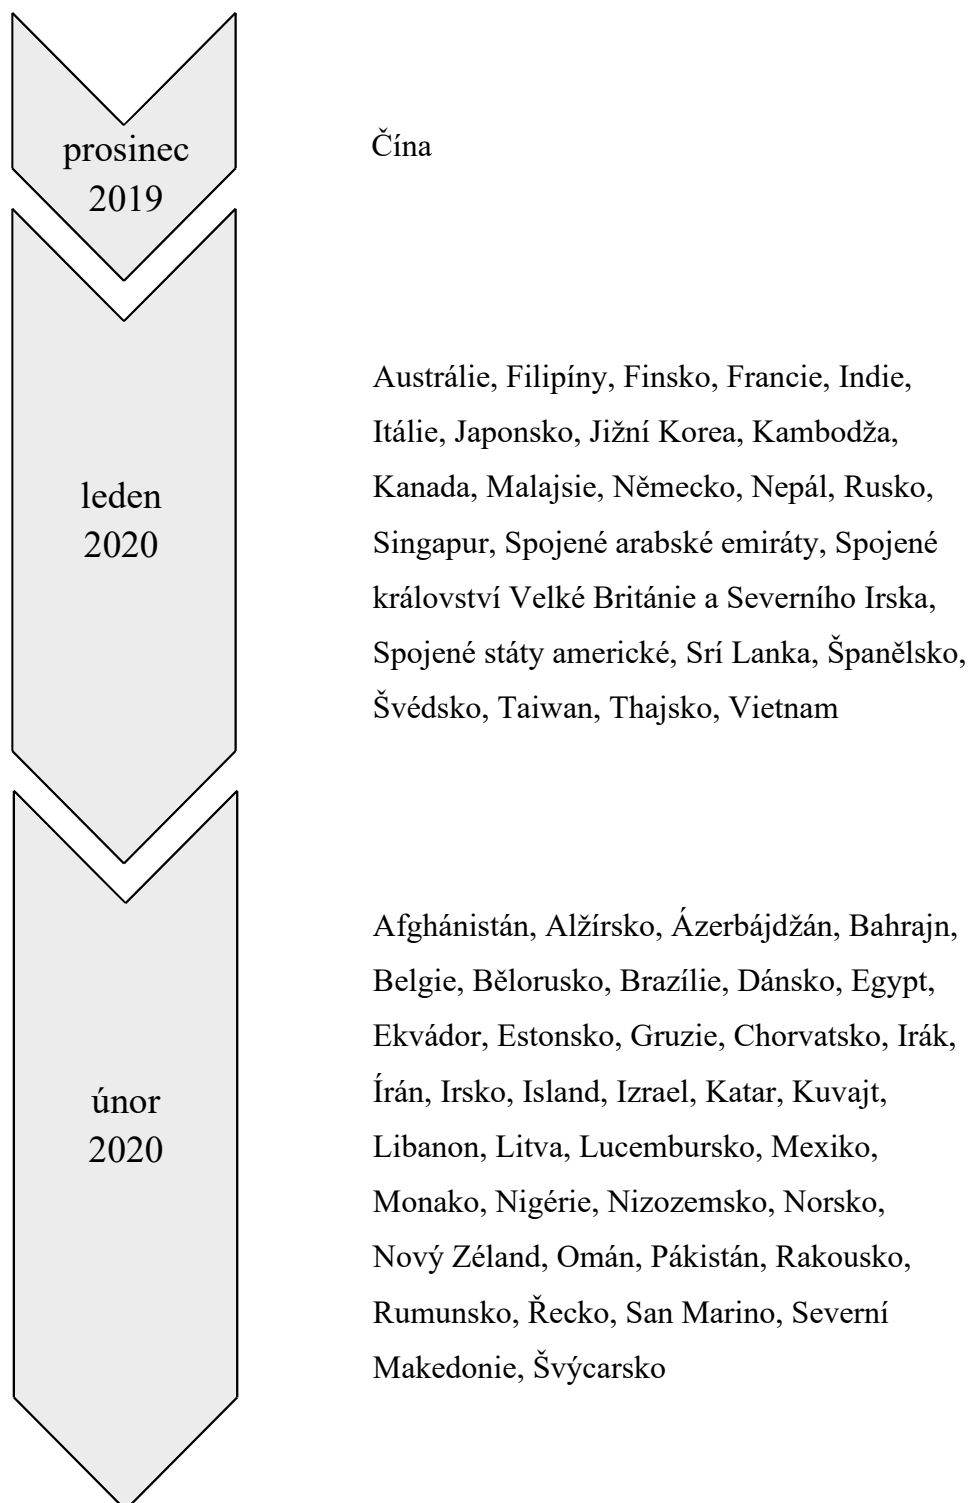 prosinec
2019
Čína
leden
2020
Austrálie, Filipíny, Finsko, Francie, Indie,
Itálie, Japonsko, Jižní Korea, Kambodža,
Kanada, Malajsie, Německo, Nepál, Rusko,
Singapur, Spojené arabské emiráty, Spojené
království Velké Británie a Severního Irska,
Spojené státy americké, Srí Lanka, Španělsko,
Švédsko, Taiwan, Thajsko, Vietnam
únor
2020
Afghánistán, Alžírsko, Ázerbájdžán, Bahrajn,
Belgie, Bělorusko, Brazílie, Dánsko, Egypt,
Ekvádor, Estonsko, Gruzie, Chorvatsko, Irák,
Írán, Irsko, Island, Izrael, Katar, Kuvajt,
Libanon, Litva, Lucembursko, Mexiko,
Monako, Nigérie, Nizozemsko, Norsko,
Nový Zéland, Omán, Pákistán, Rakousko,
Rumunsko, Řecko, San Marino, Severní
Makedonie, Švýcarsko